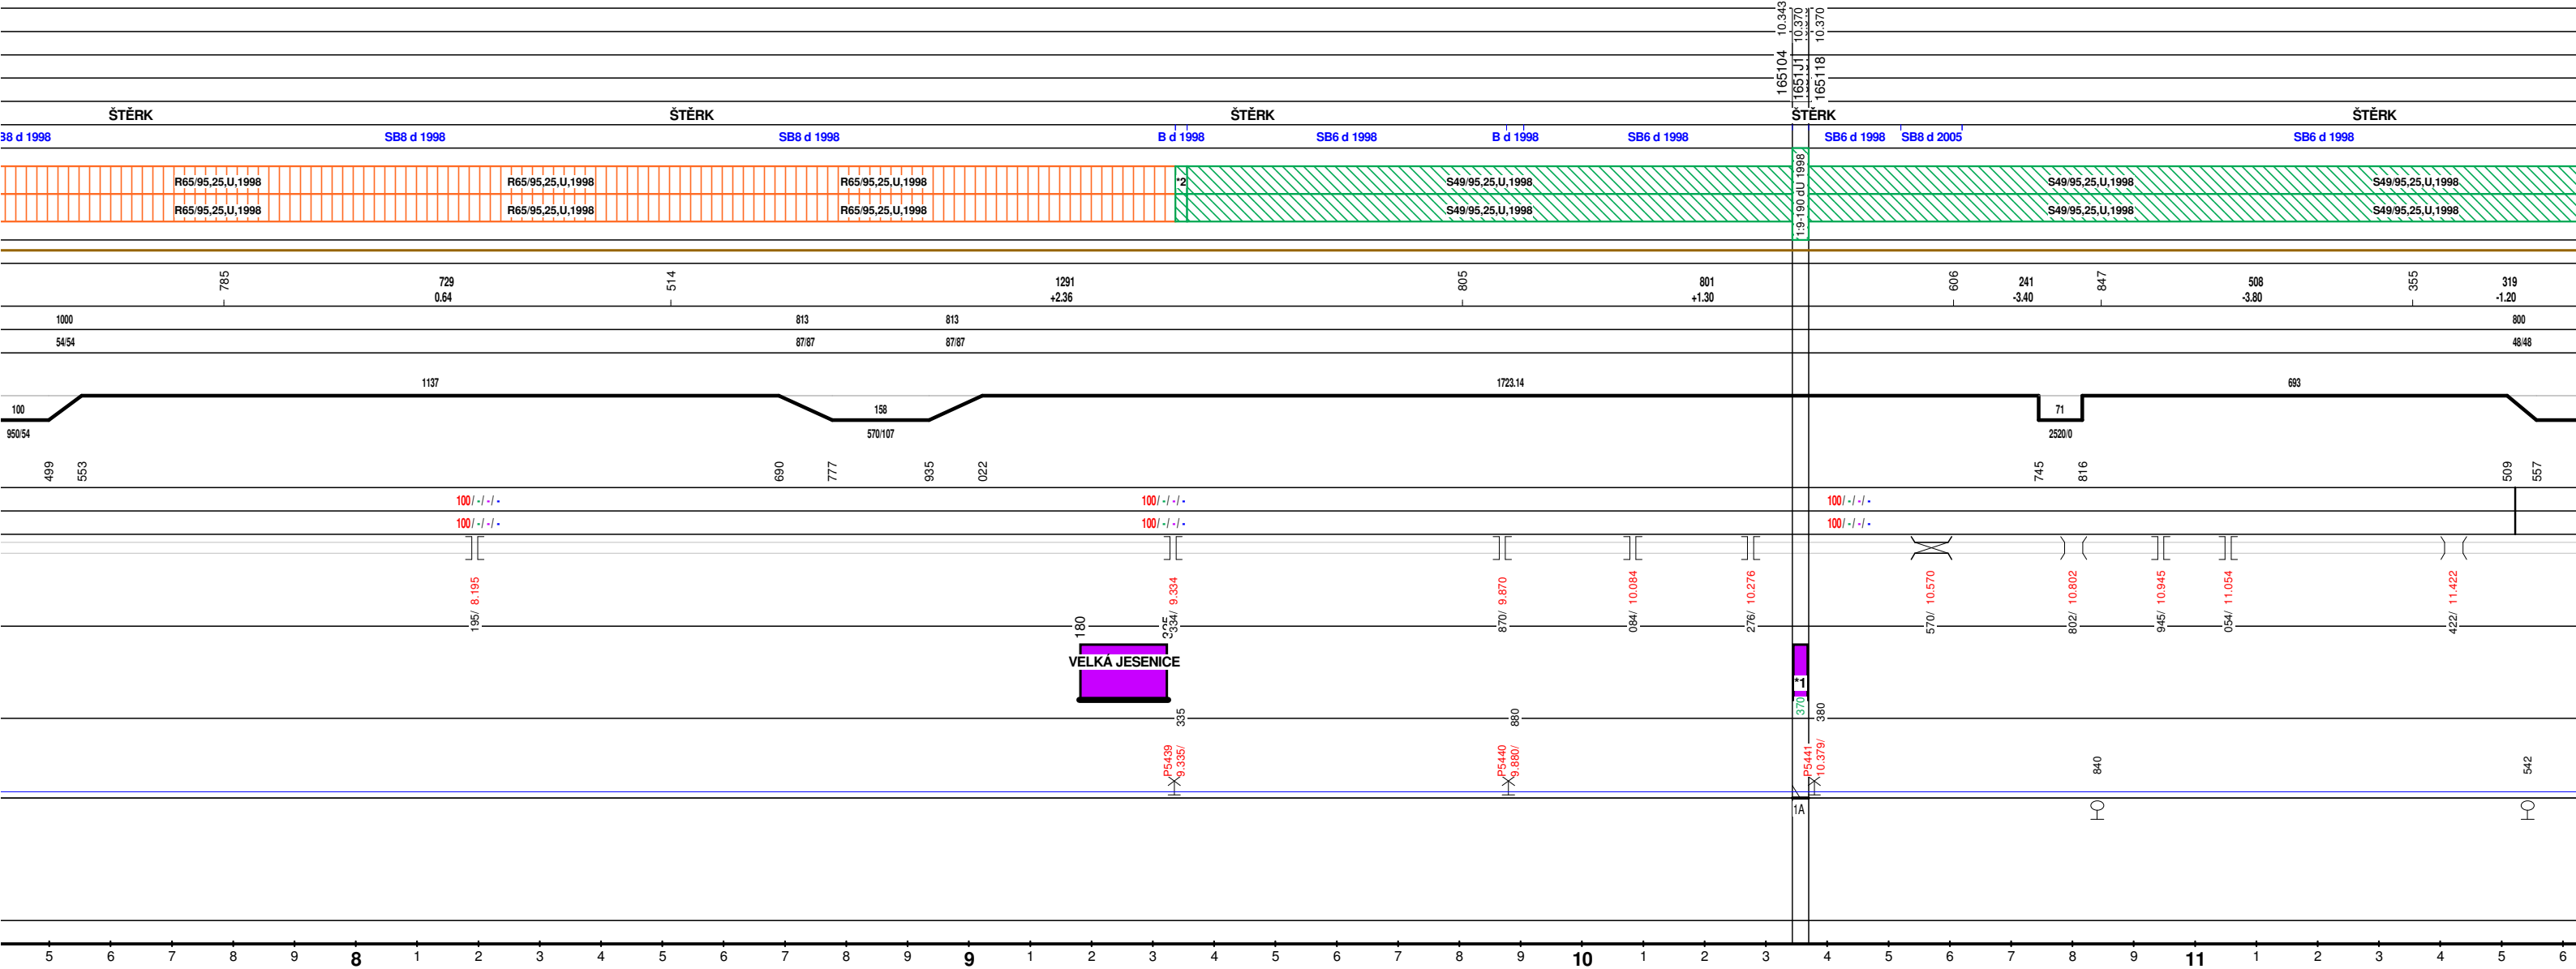 10.343 10.370 10.370
165104 1651J1 165118
ŠTĚRK ŠTĚRK ŠTĚRK ŠTĚRK ŠTĚRK
B8 d 1998 SB8 d 1998 SB8 d 1998 B d 1998 SB6 d 1998 B d 1998 SB6 d 1998 SB6 d 1998 SB8 d 2005 SB6 d 1998
R65/95,25,U,1998 R65/95,25,U,1998 R65/95,25,U,1998 *2 S49/95,25,U,1998 S49/95,25,U,1998 S49/95,25,U,1998
R65/95,25,U,1998 R65/95,25,U,1998 R65/95,25,U,1998 S49/95,25,U,1998 S49/95,25,U,1998 S49/95,25,U,1998
1:9-190 dU 1998
785 729 514 1291 805 801 606 241 847 508 355 319
0.64 +2.36 +1.30 -3.40 -3.80 -1.20
1000 813 813 800
54/54 87/87 87/87 48/48
1137 1723.14 693
100 158 71
950/54 570/107 2520/0
499 553 690 777 935 022 745 816 509 557
100/ -/ -/ - 100/ -/ -/ - 100/ -/ -/ -
100/ -/ -/ - 100/ -/ -/ - 100/ -/ -/ -
195/ 8.195 334/ 9.334 870/ 9.870 084/ 10.084 276/ 10.276 570/ 10.570 802/ 10.802 945/ 10.945 054/ 11.054 422/ 11.422
180
VELKÁ JESENICE
*1
335 880 370 380
P5439 9.335/ P5440 9.880/ P5441 10.379/
840 542
1A
5 6 7 8 9 8 1 2 3 4 5 6 7 8 9 9 1 2 3 4 5 6 7 8 9 10 1 2 3 4 5 6 7 8 9 11 1 2 3 4 5 6